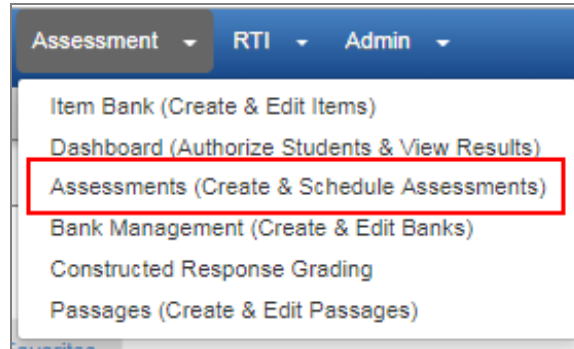 Assessment RTI Admin
Item Bank (Create & Edit Items)
Dashboard (Authorize Students & View Results)
Assessments (Create & Schedule Assessments)
Bank Management (Create & Edit Banks)
Constructed Response Grading
Passages (Create & Edit Passages)